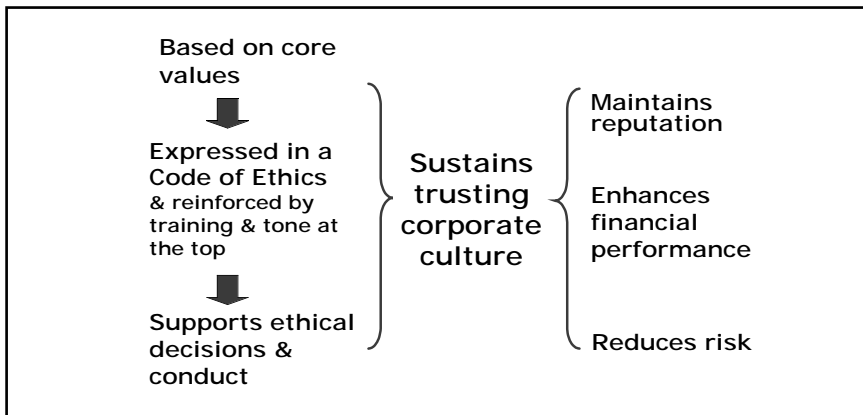 Based on core
values
Expressed in a
Code of Ethics
& reinforced by
training & tone at
the top
Supports ethical
decisions &
conduct
Sustains
trusting
corporate
culture
Maintains
reputation
Enhances
financial
performance
Reduces risk